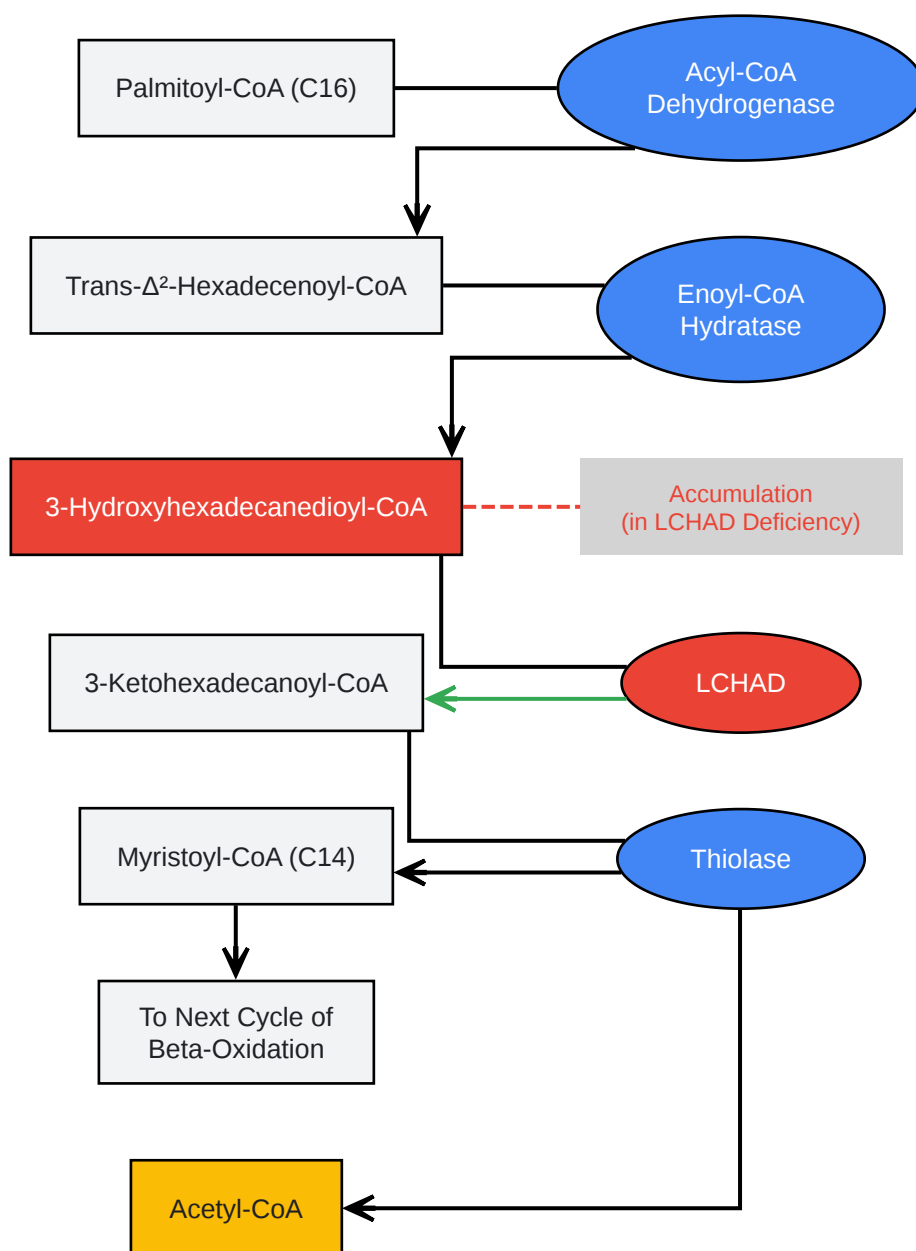 Palmitoyl-CoA (C16)
Acyl-CoA
Dehydrogenase
Trans-Δ²-Hexadecenoyl-CoA
Enoyl-CoA
Hydratase
3-Hydroxyhexadecanedioyl-CoA
Accumulation
(in LCHAD Deficiency)
3-Ketohexadecanoyl-CoA
LCHAD
Myristoyl-CoA (C14)
Thiolase
To Next Cycle of
Beta-Oxidation
Acetyl-CoA